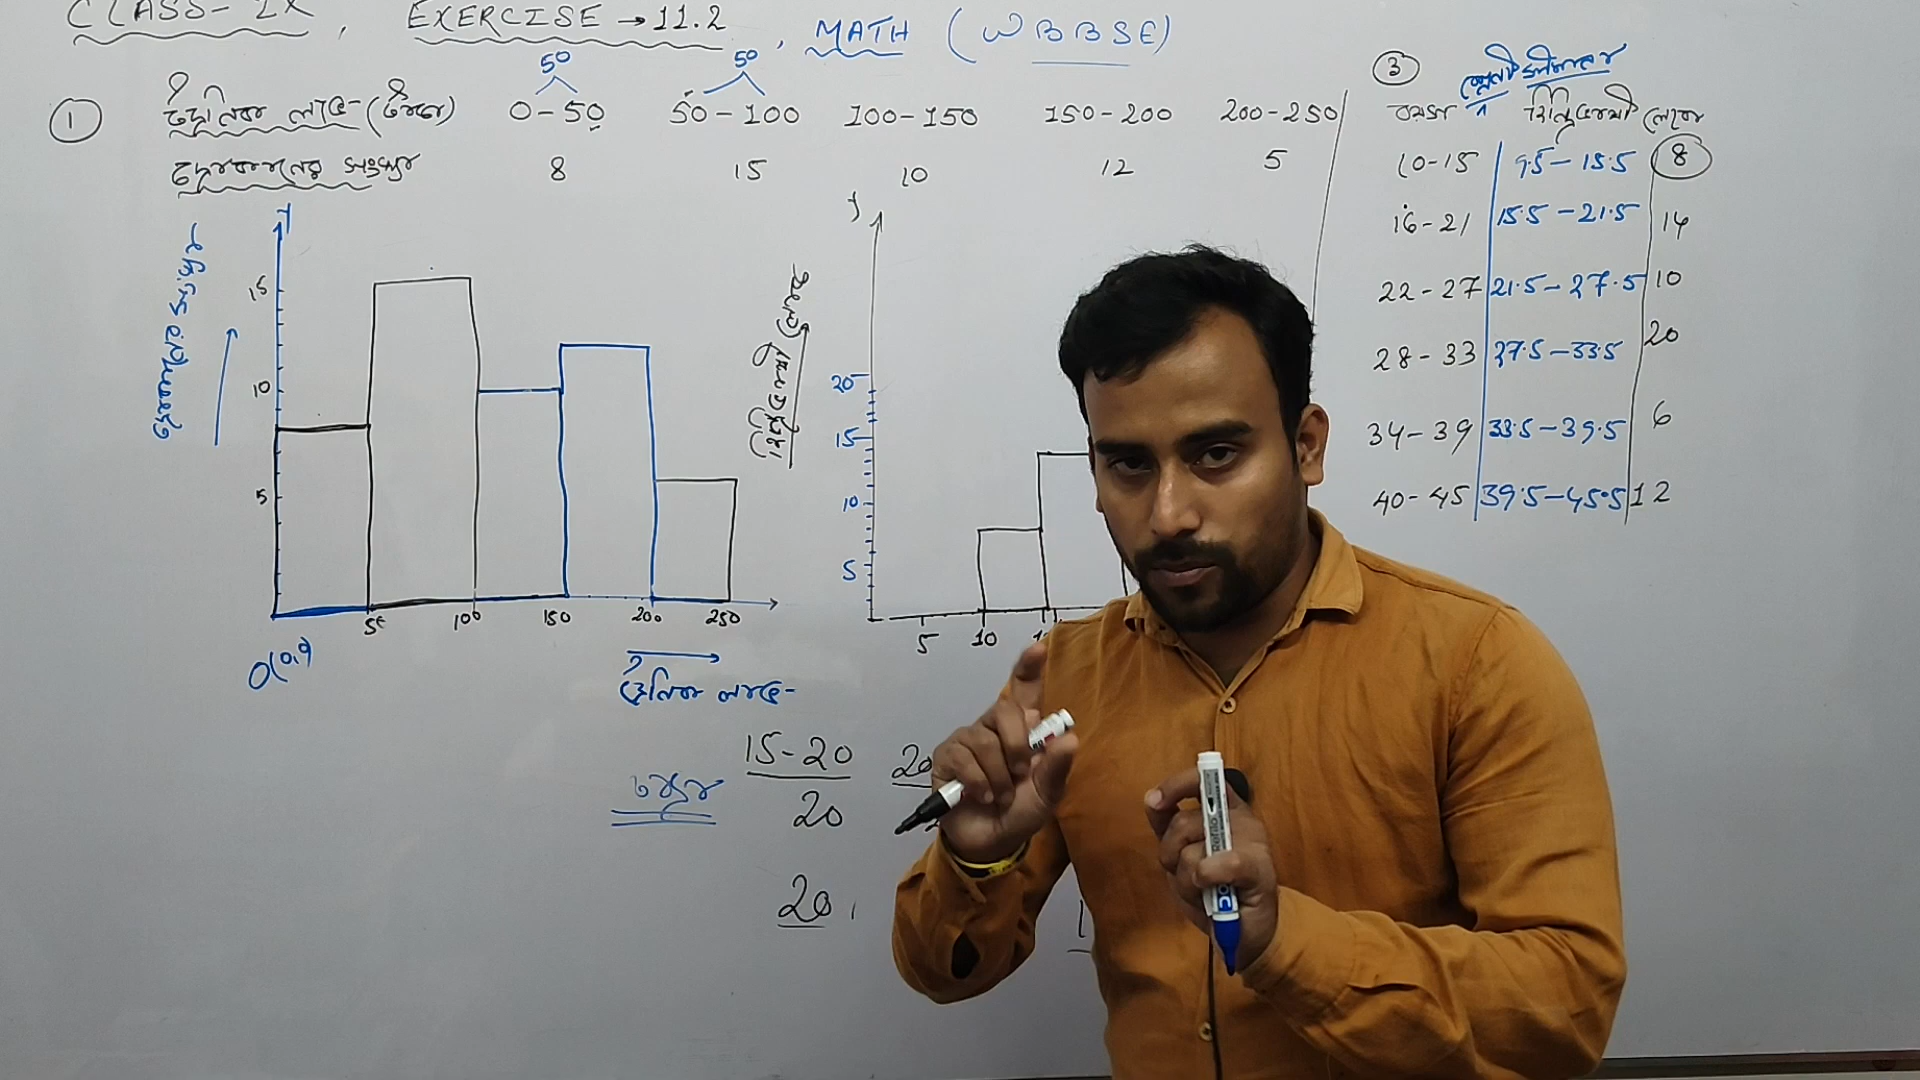 CLASS-IX, EXERCISE →11.2, MATH (WBBSE)
50 50
① দৈনিক লাভ (টাকা) 0-50 50-100 100-150 150-200 200-250
দোকানের সংখ্যা 8 15 10 12 5
15
10
5
50 100 150 200 250
O(0,0)
দৈনিক লাভ
দোকানের সংখ্যা
y
20
15
10
5
5 10
15-20
20
20
③ শ্রেণী সীমানা
বয়স
10-15 9.5-15.5 8
16-21 15.5-21.5 14
22-27 21.5-27.5 10
28-33 27.5-33.5 20
34-39 33.5-39.5 6
40-45 39.5-45.5 12